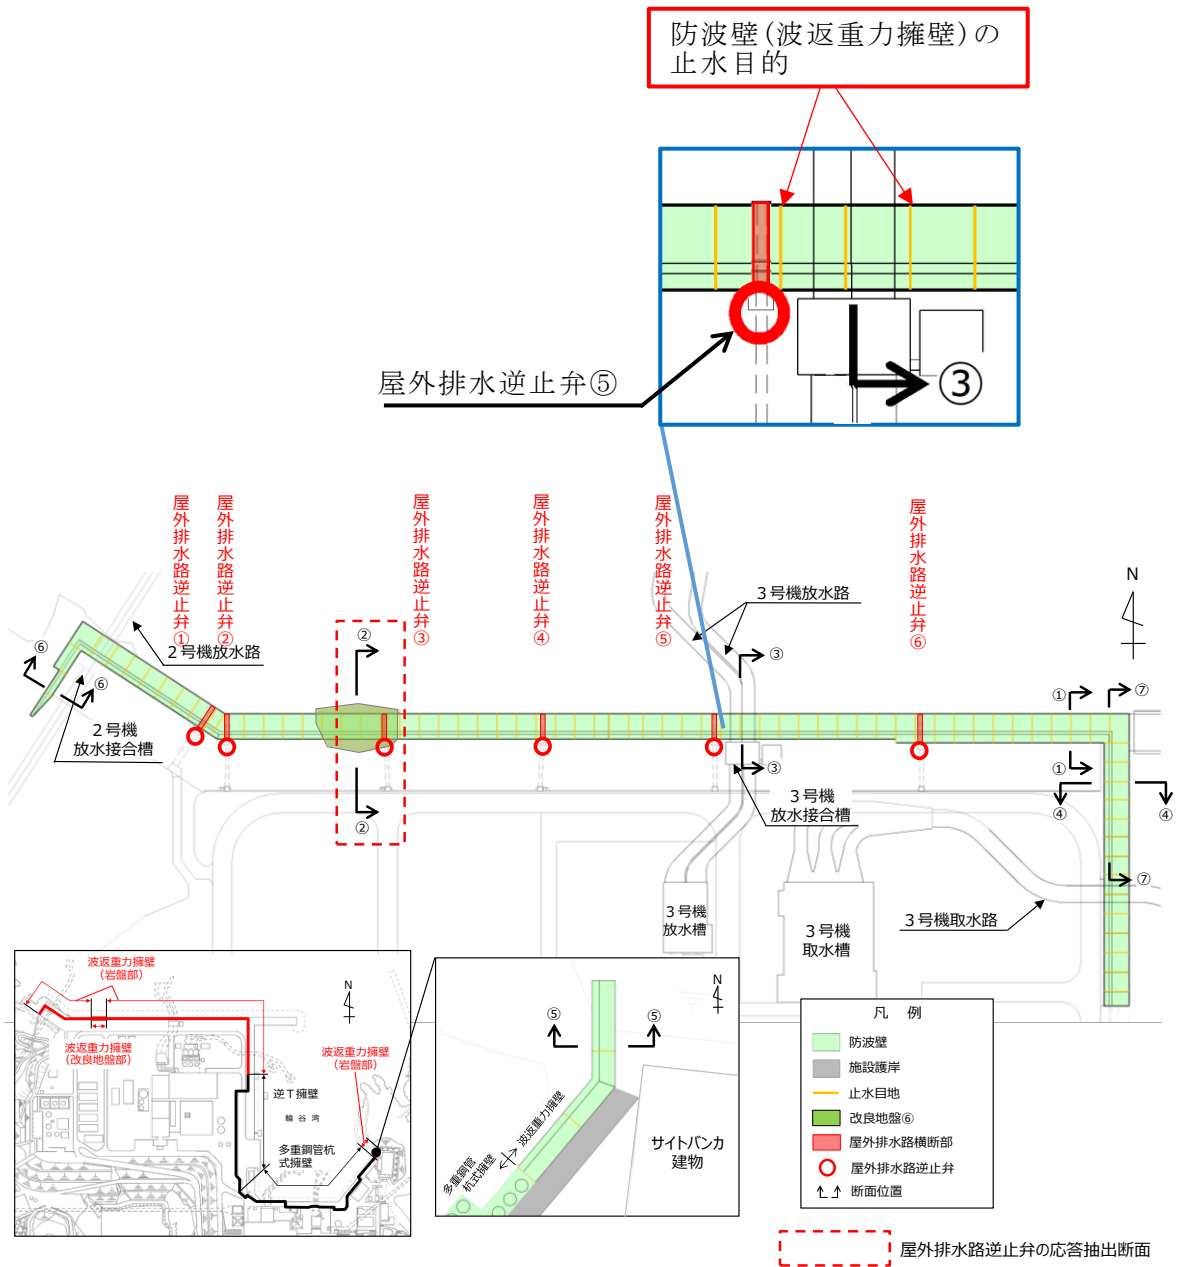 防波壁(波返重力擁壁)の
止水目的
③
屋外排水逆止弁⑤
屋外排水路逆止弁①
屋外排水路逆止弁②
屋外排水路逆止弁③
屋外排水路逆止弁④
屋外排水路逆止弁⑤
屋外排水路逆止弁⑥
N
3号機放水路
2号機放水路
⑥
⑥
②
②
③
③
①
①
⑦
⑦
④
④
2号機
放水接合槽
3号機
放水接合槽
3号機
放水槽
3号機
取水槽
3号機取水路
波返重力擁壁
(岩盤部)
N
波返重力擁壁
(改良地盤部)
波返重力擁壁
(岩盤部)
逆T擁壁
輪谷湾
多重鋼管杭
式擁壁
N
⑤
⑤
波返重力擁壁
多重鋼管
杭式擁壁
サイトバンカ
建物
凡 例
防波壁
施設護岸
止水目地
改良地盤⑥
屋外排水路横断部
屋外排水路逆止弁
断面位置
屋外排水路逆止弁の応答抽出断面